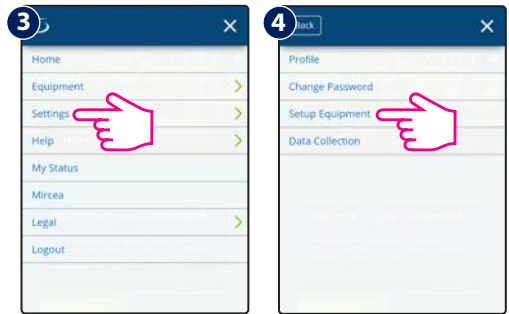 3
Home
Equipment
Settings
Help
My Status
Mircea
Legal
Logout
4
Back
Profile
Change Password
Setup Equipment
Data Collection